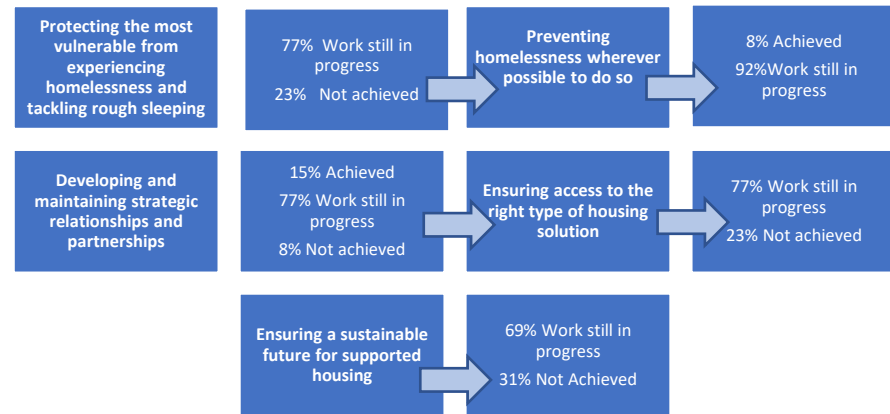 Protecting the most
vulnerable from
experiencing
homelessness and
tackling rough sleeping
77% Work still in
progress
23% Not achieved
Preventing
homelessness wherever
possible to do so
8% Achieved
92%Work still in
progress
Developing and
maintaining strategic
relationships and
partnerships
15% Achieved
77% Work still in
progress
8% Not achieved
Ensuring access to the
right type of housing
solution
77% Work still in
progress
23% Not achieved
Ensuring a sustainable
future for supported
housing
69% Work still in
progress
31% Not Achieved